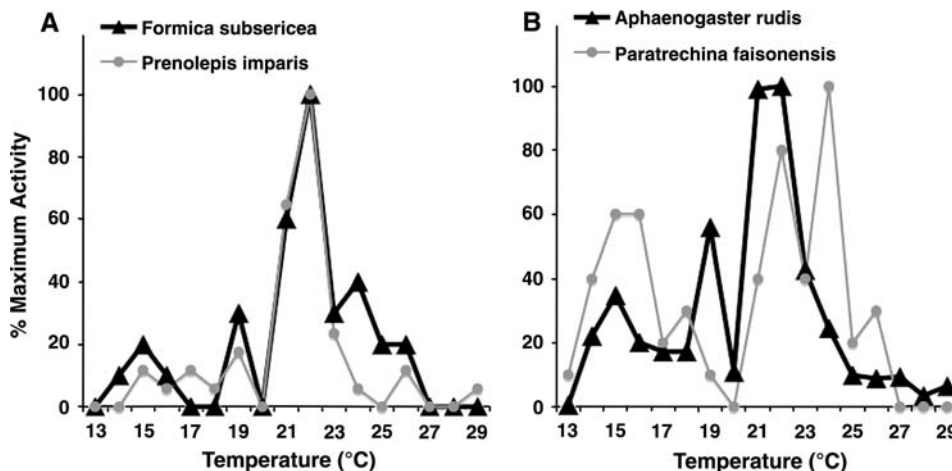 A
Formica subsericea
Prenolepis imparis
% Maximum Activity
100
80
60
40
20
0
13 15 17 19 21 23 25 27 29
Temperature (°C)
B
Aphaenogaster rudis
Paratrechina faisonensis
100
80
60
40
20
0
13 15 17 19 21 23 25 27 29
Temperature (°C)